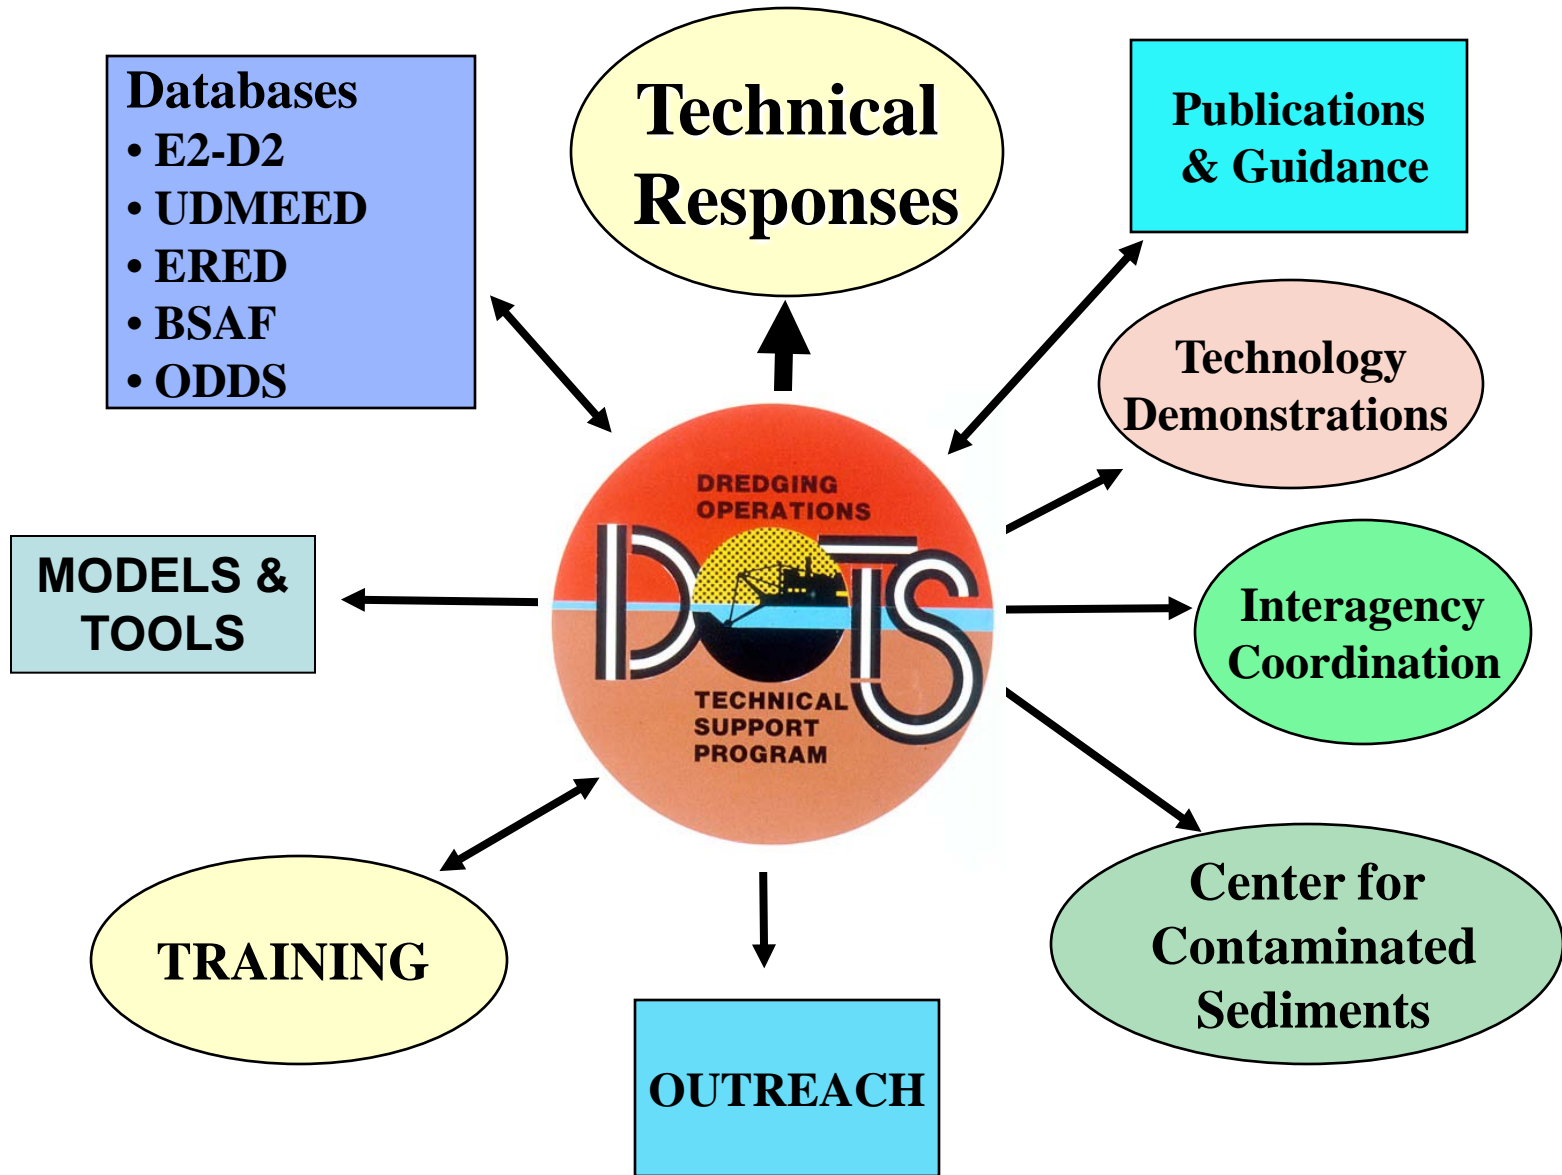 Databases
• E2-D2
• UDMEED
• ERED
• BSAF
• ODDS
Technical
Responses
Publications
& Guidance
Technology
Demonstrations
DREDGING
OPERATIONS
DOTS
TECHNICAL
SUPPORT
PROGRAM
MODELS &
TOOLS
Interagency
Coordination
TRAINING
OUTREACH
Center for
Contaminated
Sediments